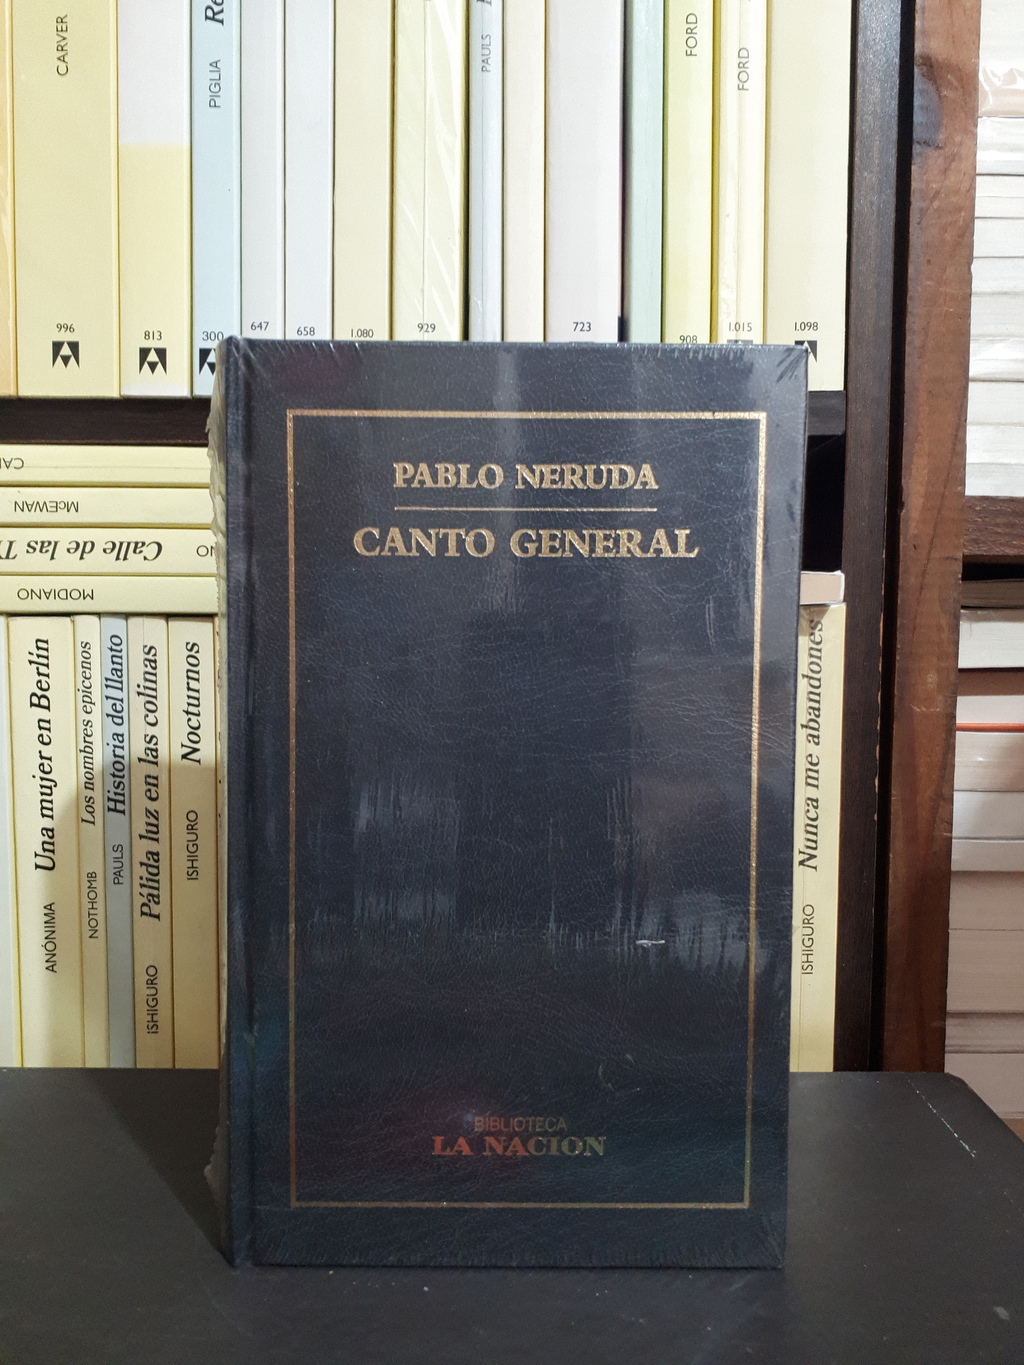 CARVER
PIGLIA
PAULS
FORD
FORD
996
813
300
647
658
1.080
929
723
908
1.015
1.098
PABLO NERUDA
CANTO GENERAL
BIBLIOTECA
LA NACION
McEWAN
Calle de las
MODIANO
ANÓNIMA Una mujer en Berlín
NOTHOMB Los nombres epicenos
PAULS Historia del llanto
ISHIGURO Pálida luz en las colinas
ISHIGURO Nocturnos
ISHIGURO Nunca me abandones